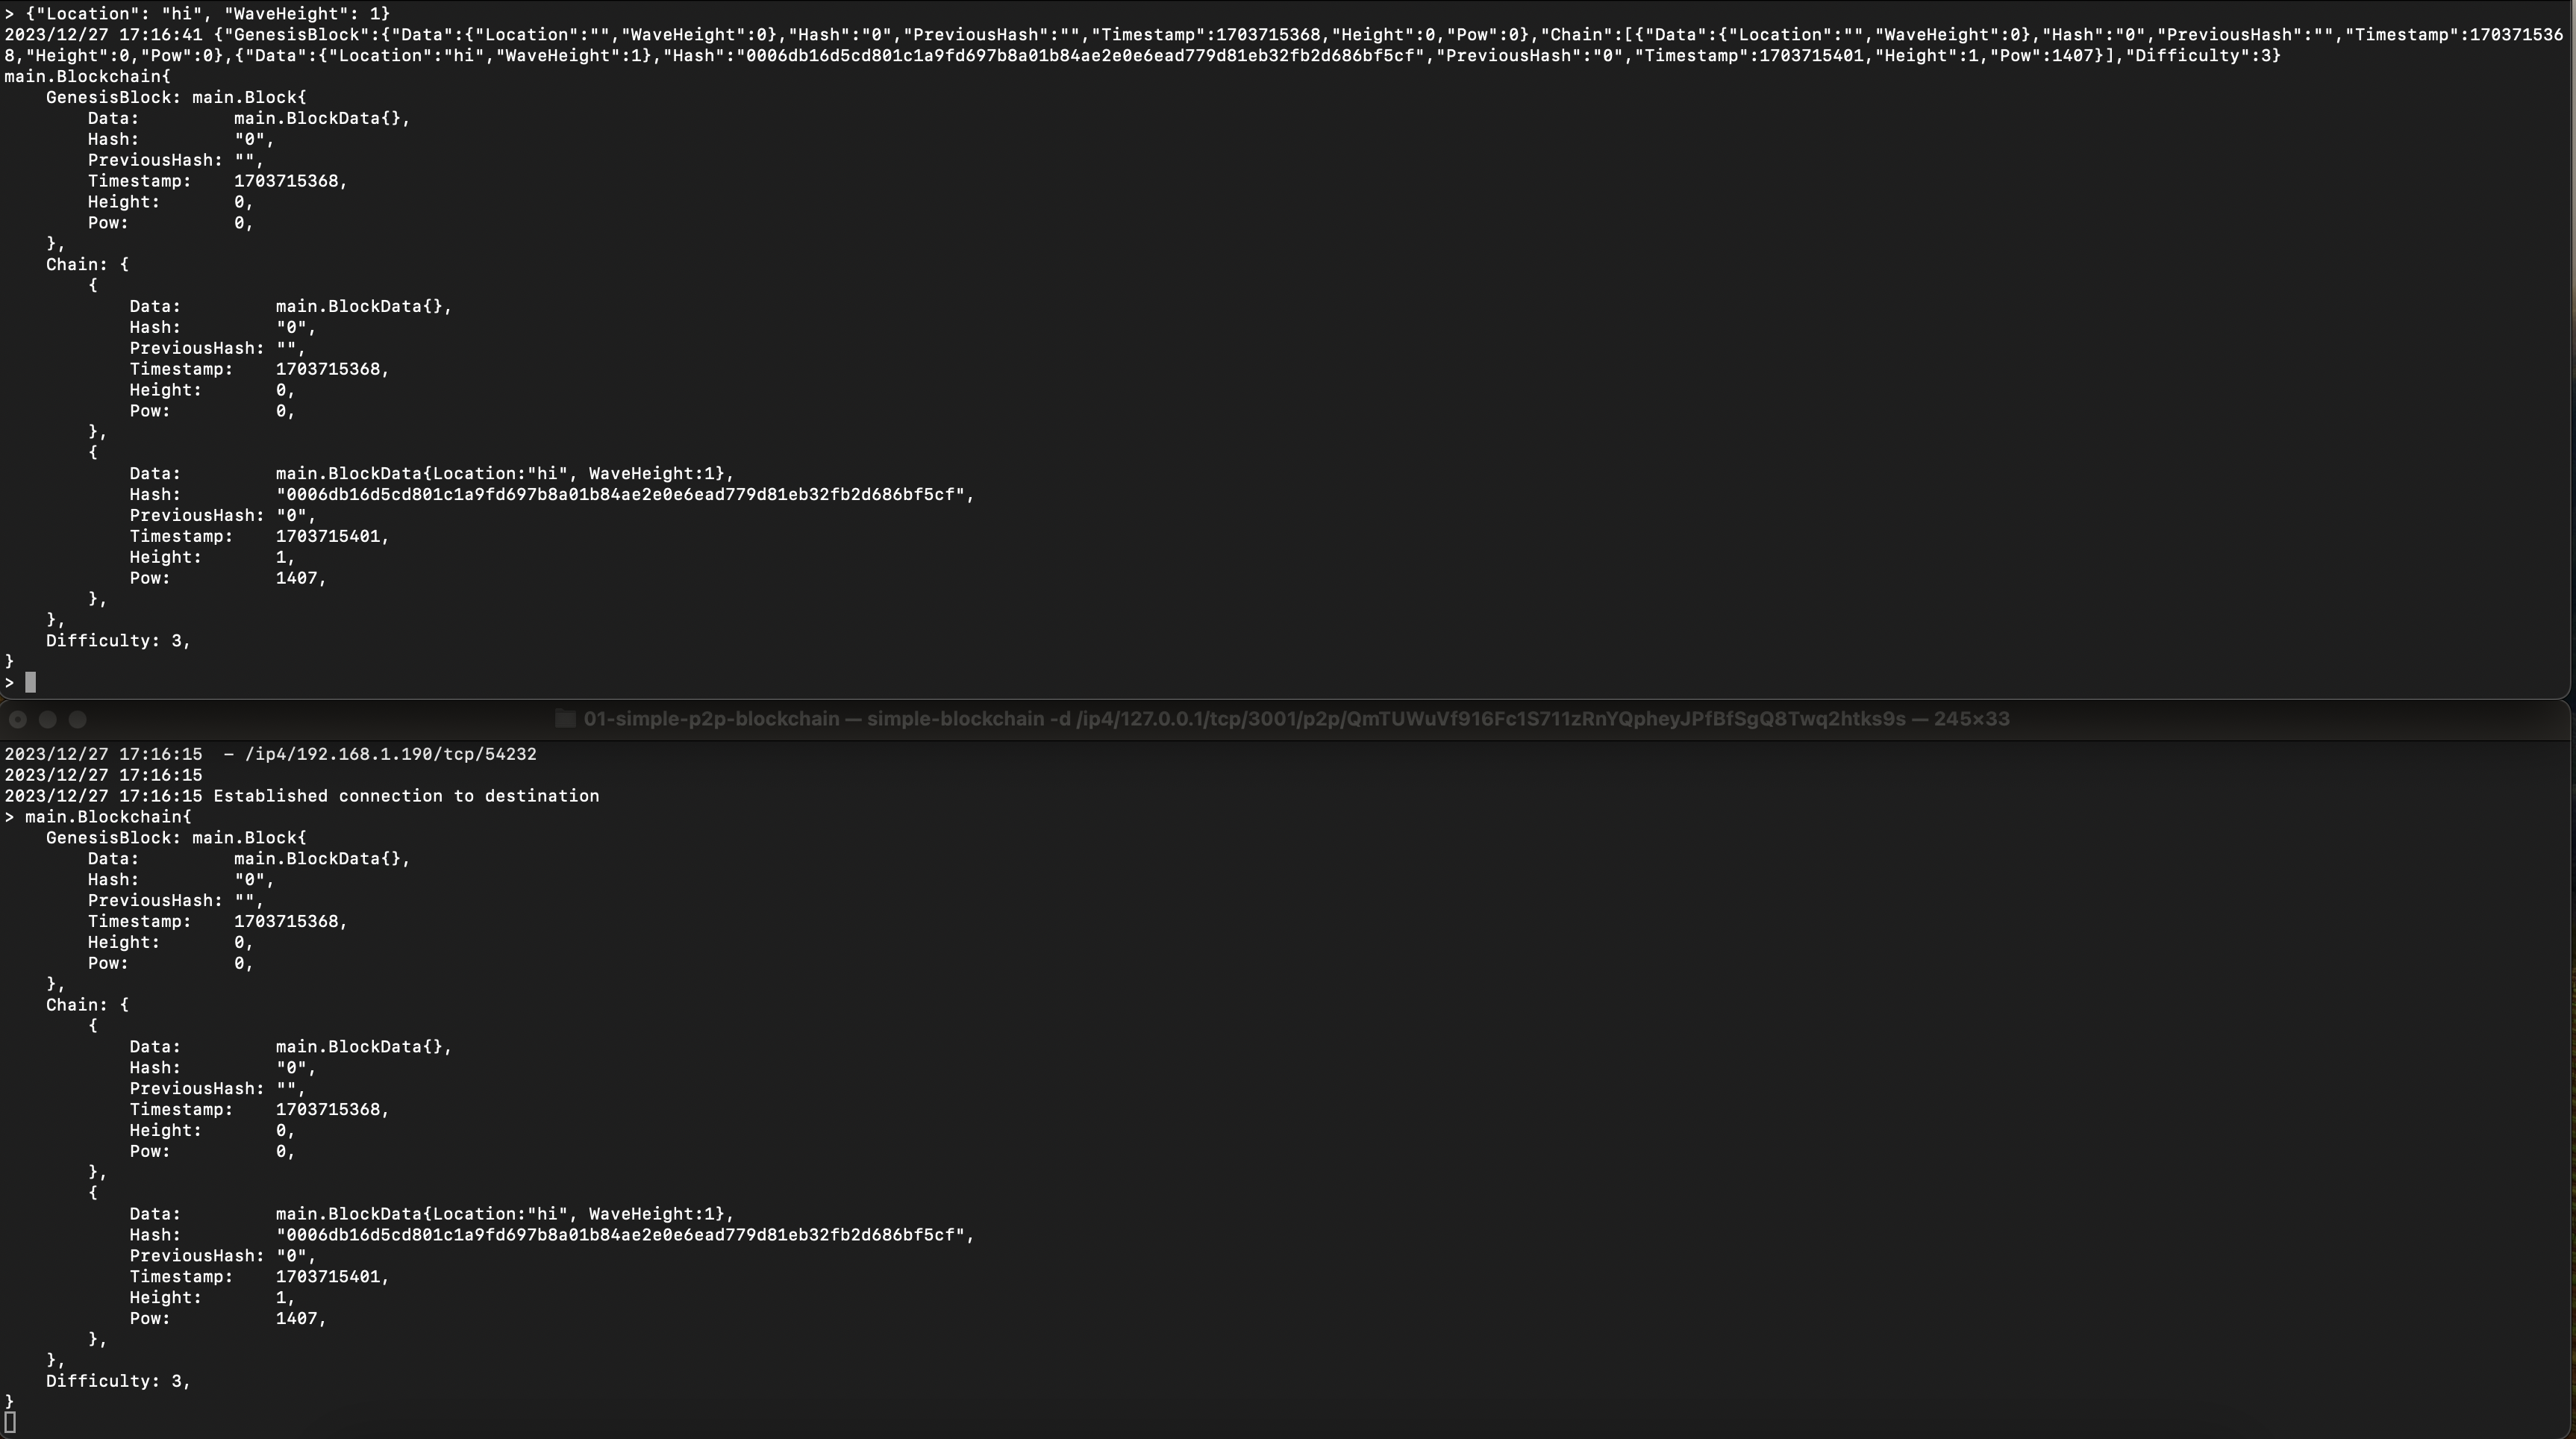 > {"Location": "hi", "WaveHeight": 1}
2023/12/27 17:16:41 {"GenesisBlock":{"Data":{"Location":"","WaveHeight":0},"Hash":"0","PreviousHash":"","Timestamp":1703715368,"Height":0,"Pow":0},"Chain":[{"Data":{"Location":"","WaveHeight":0},"Hash":"0","PreviousHash":"","Timestamp":170371536
8,"Height":0,"Pow":0},{"Data":{"Location":"hi","WaveHeight":1},"Hash":"0006db16d5cd801c1a9fd697b8a01b84ae2e0e6ead779d81eb32fb2d686bf5cf","PreviousHash":"0","Timestamp":1703715401,"Height":1,"Pow":1407}],"Difficulty":3}
main.Blockchain{
    GenesisBlock: main.Block{
        Data:         main.BlockData{},
        Hash:         "0",
        PreviousHash: "",
        Timestamp:    1703715368,
        Height:       0,
        Pow:          0,
    },
    Chain: {
        {
            Data:         main.BlockData{},
            Hash:         "0",
            PreviousHash: "",
            Timestamp:    1703715368,
            Height:       0,
            Pow:          0,
        },
        {
            Data:         main.BlockData{Location:"hi", WaveHeight:1},
            Hash:         "0006db16d5cd801c1a9fd697b8a01b84ae2e0e6ead779d81eb32fb2d686bf5cf",
            PreviousHash: "0",
            Timestamp:    1703715401,
            Height:       1,
            Pow:          1407,
        },
    },
    Difficulty: 3,
}
>
01-simple-p2p-blockchain — simple-blockchain -d /ip4/127.0.0.1/tcp/3001/p2p/QmTUWuVf916Fc1S711zRnYQpheyJPfBfSgQ8Twq2htks9s — 245×33
2023/12/27 17:16:15  - /ip4/192.168.1.190/tcp/54232
2023/12/27 17:16:15
2023/12/27 17:16:15 Established connection to destination
> main.Blockchain{
    GenesisBlock: main.Block{
        Data:         main.BlockData{},
        Hash:         "0",
        PreviousHash: "",
        Timestamp:    1703715368,
        Height:       0,
        Pow:          0,
    },
    Chain: {
        {
            Data:         main.BlockData{},
            Hash:         "0",
            PreviousHash: "",
            Timestamp:    1703715368,
            Height:       0,
            Pow:          0,
        },
        {
            Data:         main.BlockData{Location:"hi", WaveHeight:1},
            Hash:         "0006db16d5cd801c1a9fd697b8a01b84ae2e0e6ead779d81eb32fb2d686bf5cf",
            PreviousHash: "0",
            Timestamp:    1703715401,
            Height:       1,
            Pow:          1407,
        },
    },
    Difficulty: 3,
}